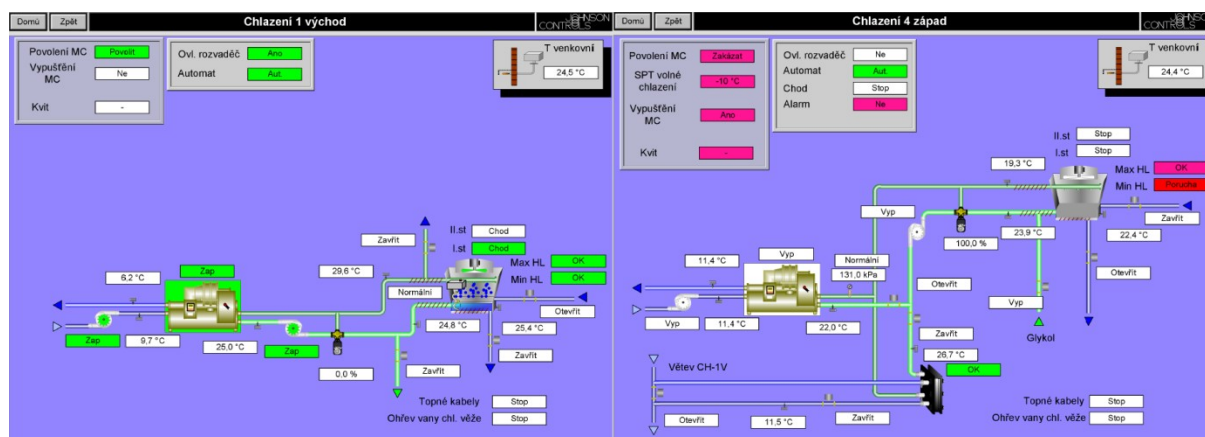 Domů Zpět Chlazení 1 východ JOHNSON CONTROLS
Povolení MC Povolit
Vypuštění MC Ne
Kvit -
Ovl. rozvaděč Ano
Automat Aut.
T venkovní
24,5 °C
II.st Chod
Zavřít
I.st Chod
Max HL OK
Min HL OK
6,2 °C
Zap
29,6 °C
Normální
Otevřít
Zap
9,7 °C
25,0 °C
Zap
24,8 °C
25,4 °C
0,0 %
Zavřít
Zavřít
Topné kabely Stop
Ohřev vany chl. věže Stop
Domů Zpět Chlazení 4 západ JOHNSON CONTROLS
Povolení MC Zakázat
SPT volné chlazení -10 °C
Vypuštění MC Ano
Kvit -
Ovl. rozvaděč Ne
Automat Aut.
Chod Stop
Alarm Ne
T venkovní
24,4 °C
II.st Stop
I.st Stop
19,3 °C
Max HL OK
Min HL Porucha
Vyp
Zavřít
23,9 °C
22,4 °C
100,0 %
Vyp
11,4 °C
Normální
131,0 kPa
Otevřít
Otevřít
Vyp
Vyp
11,4 °C
22,0 °C
Glykol
Zavřít
26,7 °C
OK
Větev CH-1V
Otevřít
11,5 °C
Zavřít
Topné kabely Stop
Ohřev vany chl. věže Stop